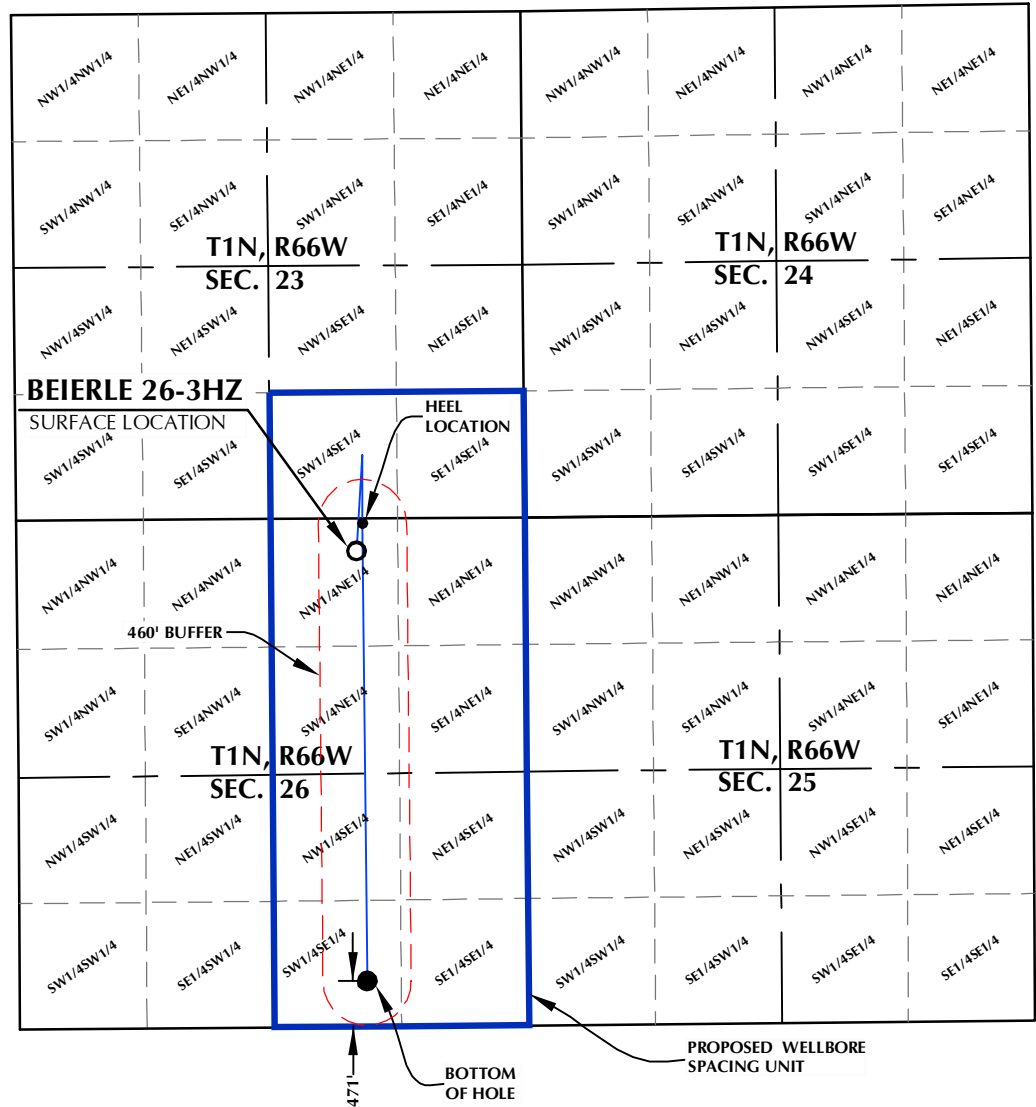 NW1/4NW1/4 NE1/4NW1/4 NW1/4NE1/4 NE1/4NE1/4 NW1/4NW1/4 NE1/4NW1/4 NW1/4NE1/4 NE1/4NE1/4
SW1/4NW1/4 SE1/4NW1/4 SW1/4NE1/4 SE1/4NE1/4 SW1/4NW1/4 SE1/4NW1/4 SW1/4NE1/4 SE1/4NE1/4
T1N, R66W
SEC. 23
T1N, R66W
SEC. 24
NW1/4SW1/4 NE1/4SW1/4 NW1/4SE1/4 NE1/4SE1/4 NW1/4SW1/4 NE1/4SW1/4 NW1/4SE1/4 NE1/4SE1/4
BEIERLE 26-3HZ
SURFACE LOCATION
HEEL
LOCATION
SW1/4SW1/4 SE1/4SW1/4 SW1/4SE1/4 SE1/4SE1/4 SW1/4SW1/4 SE1/4SW1/4 SW1/4SE1/4 SE1/4SE1/4
NW1/4NW1/4 NE1/4NW1/4 NW1/4NE1/4 NE1/4NE1/4 NW1/4NW1/4 NE1/4NW1/4 NW1/4NE1/4 NE1/4NE1/4
460' BUFFER
SW1/4NW1/4 SE1/4NW1/4 SW1/4NE1/4 SE1/4NE1/4 SW1/4NW1/4 SE1/4NW1/4 SW1/4NE1/4 SE1/4NE1/4
T1N, R66W
SEC. 26
T1N, R66W
SEC. 25
NW1/4SW1/4 NE1/4SW1/4 NW1/4SE1/4 NE1/4SE1/4 NW1/4SW1/4 NE1/4SW1/4 NW1/4SE1/4 NE1/4SE1/4
SW1/4SW1/4 SE1/4SW1/4 SW1/4SE1/4 SE1/4SE1/4 SW1/4SW1/4 SE1/4SW1/4 SW1/4SE1/4 SE1/4SE1/4
471'
BOTTOM
OF HOLE
PROPOSED WELLBORE
SPACING UNIT